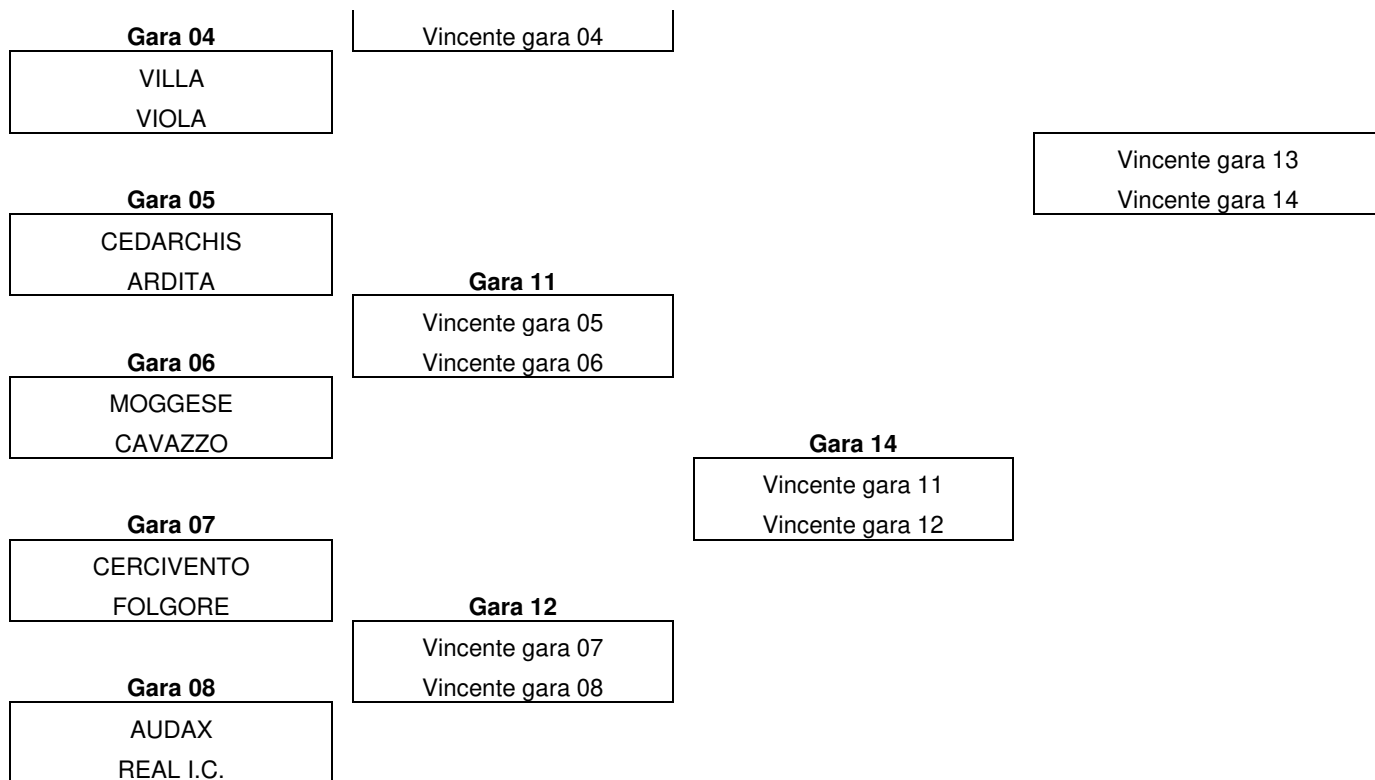 Gara 04
Vincente gara 04
VILLA
VIOLA
Vincente gara 13
Gara 05
Vincente gara 14
CEDARCHIS
ARDITA
Gara 11
Vincente gara 05
Gara 06
Vincente gara 06
MOGGESE
CAVAZZO
Gara 14
Vincente gara 11
Gara 07
Vincente gara 12
CERCIVENTO
FOLGORE
Gara 12
Vincente gara 07
Gara 08
Vincente gara 08
AUDAX
REAL I.C.